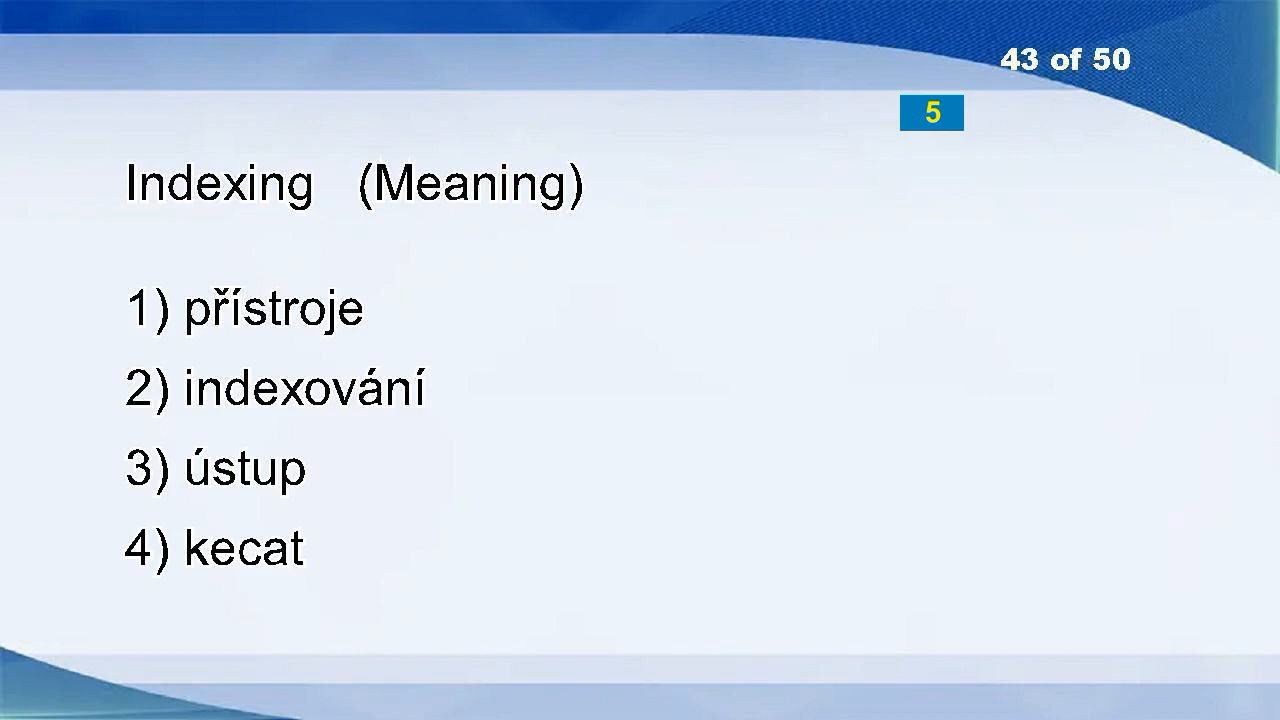 43 of 50
5
Indexing (Meaning)
1) přístroje
2) indexování
3) ústup
4) kecat